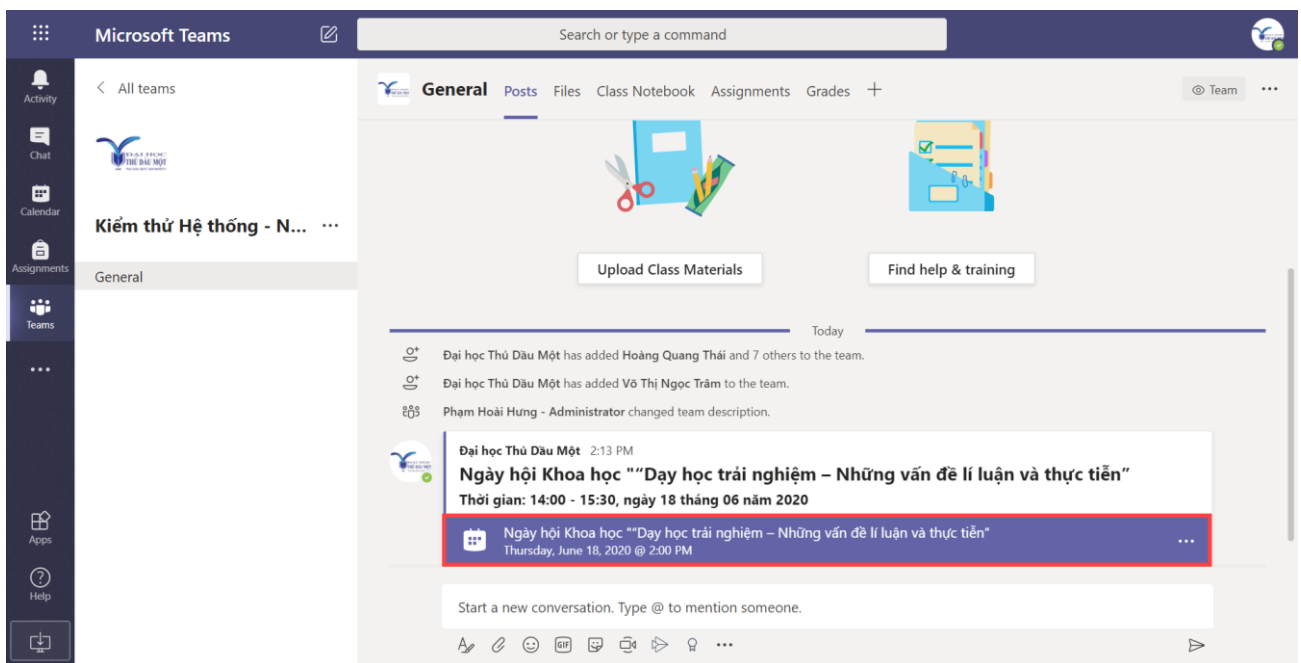 Microsoft Teams
Search or type a command
Activity
Chat
Calendar
Assignments
Teams
Apps
Help
All teams
ĐẠI HỌC
THỦ DẦU MỘT
Kiểm thử Hệ thống - N...
General
General Posts Files Class Notebook Assignments Grades
Team
Upload Class Materials
Find help & training
Today
Đại học Thủ Dầu Một has added Hoàng Quang Thái and 7 others to the team.
Đại học Thủ Dầu Một has added Võ Thị Ngọc Trâm to the team.
Phạm Hoài Hưng - Administrator changed team description.
Đại học Thủ Dầu Một 2:13 PM
Ngày hội Khoa học "“Dạy học trải nghiệm – Những vấn đề lí luận và thực tiễn”
Thời gian: 14:00 - 15:30, ngày 18 tháng 06 năm 2020
Ngày hội Khoa học "“Dạy học trải nghiệm – Những vấn đề lí luận và thực tiễn”
Thursday, June 18, 2020 @ 2:00 PM
Start a new conversation. Type @ to mention someone.
GIF